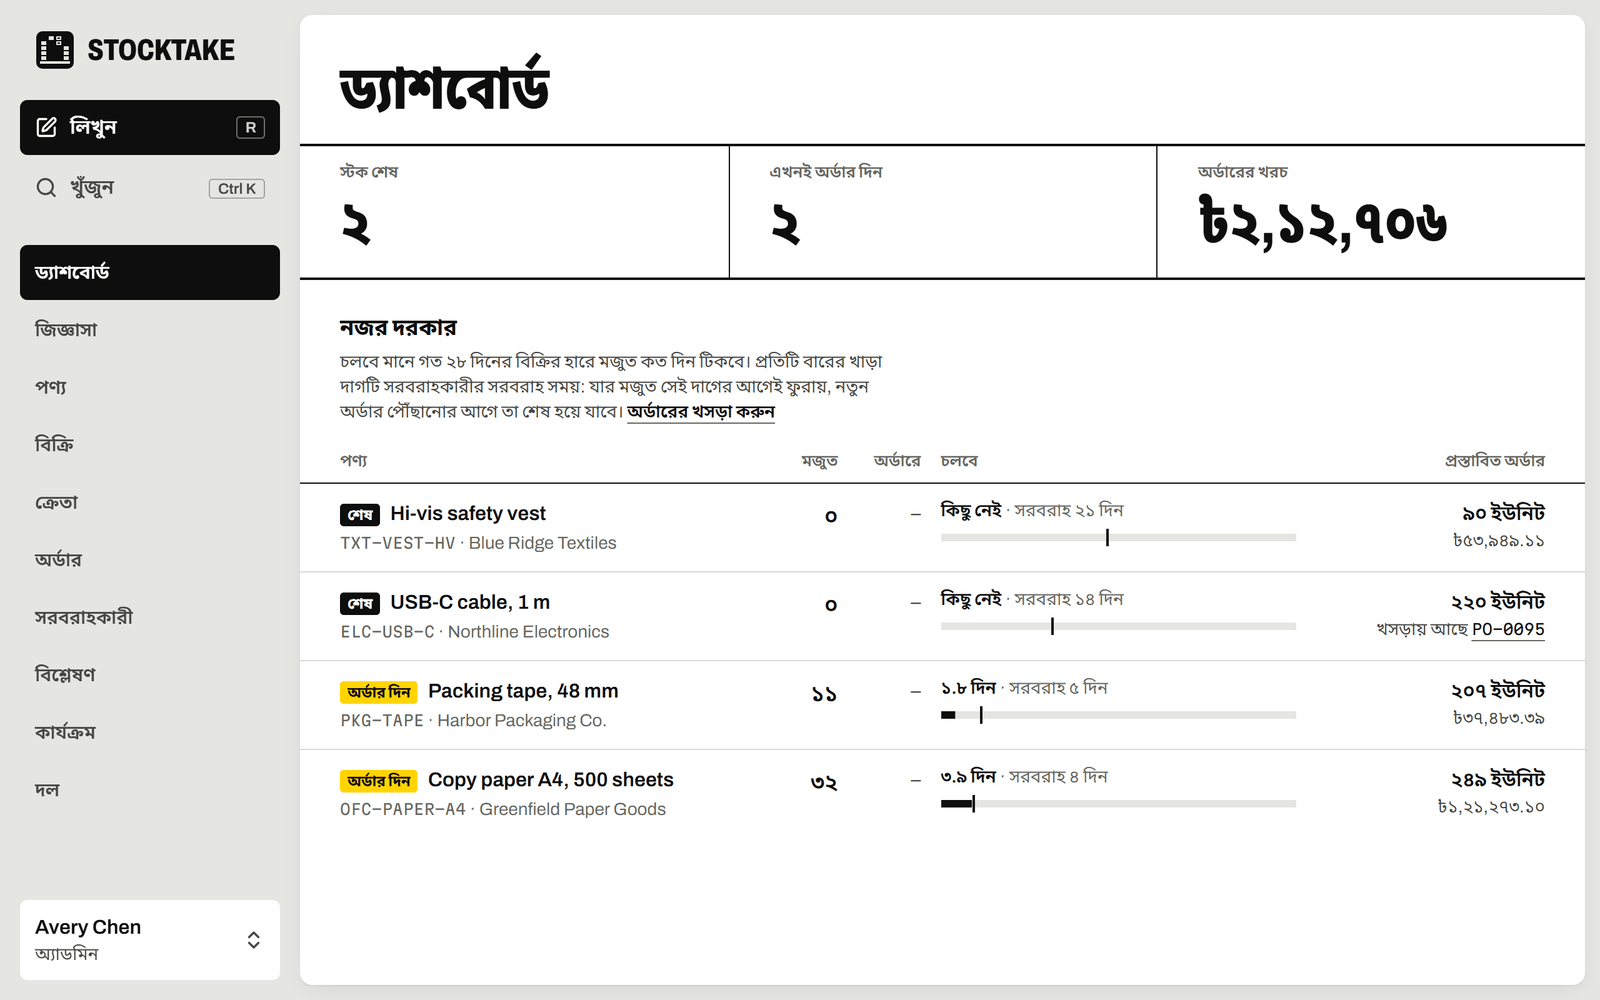 STOCKTAKE
লিখুন R
খুঁজুন Ctrl K
ড্যাশবোর্ড
জিজ্ঞাসা
পণ্য
বিক্রি
ক্রেতা
অর্ডার
সরবরাহকারী
বিশ্লেষণ
কার্যক্রম
দল
Avery Chen
অ্যাডমিন
ড্যাশবোর্ড
স্টক শেষ
২
এখনই অর্ডার দিন
২
অর্ডারের খরচ
৳২,১২,৭০৬
নজর দরকার
চলবে মানে গত ২৮ দিনের বিক্রির হারে মজুত কত দিন টিকবে। প্রতিটি বারের খাড়া
দাগটি সরবরাহকারীর সরবরাহ সময়: যার মজুত সেই দাগের আগেই ফুরায়, নতুন
অর্ডার পৌঁছানোর আগে তা শেষ হয়ে যাবে। অর্ডারের খসড়া করুন
পণ্য মজুত অর্ডারে চলবে প্রস্তাবিত অর্ডার
শেষ Hi-vis safety vest ০ – কিছু নেই · সরবরাহ ২১ দিন ৯০ ইউনিট
TXT-VEST-HV · Blue Ridge Textiles ৳৫৩,৯৪৯.১১
শেষ USB-C cable, 1 m ০ – কিছু নেই · সরবরাহ ১৪ দিন ২২০ ইউনিট
ELC-USB-C · Northline Electronics খসড়ায় আছে PO-0095
অর্ডার দিন Packing tape, 48 mm ১১ – ১.৮ দিন · সরবরাহ ৫ দিন ২০৭ ইউনিট
PKG-TAPE · Harbor Packaging Co. ৳৩৭,৪৮৩.৩৯
অর্ডার দিন Copy paper A4, 500 sheets ৩২ – ৩.৯ দিন · সরবরাহ ৪ দিন ২৪৯ ইউনিট
OFC-PAPER-A4 · Greenfield Paper Goods ৳১,২১,২৭৩.১০